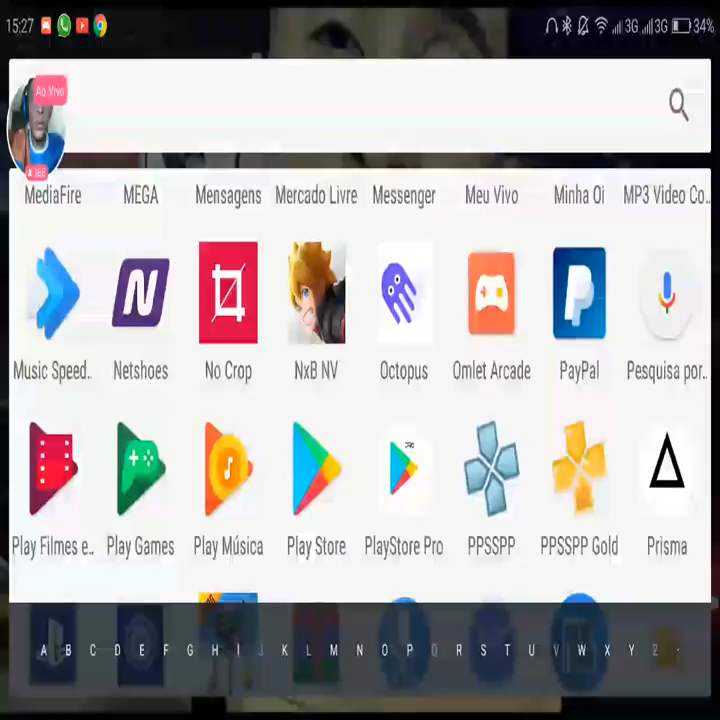 15:27 3G 3G 34%
Ao Vivo
MediaFire MEGA Mensagens Mercado Livre Messenger Meu Vivo Minha Oi MP3 Video Co..
N
Music Speed.. Netshoes No Crop NxB NV Octopus Omlet Arcade PayPal Pesquisa por..
PRO
Play Filmes e.. Play Games Play Música Play Store PlayStore Pro PPSSPP PPSSPP Gold Prisma
A B C D E F G H I J K L M N O P Q R S T U V W X Y Z ·